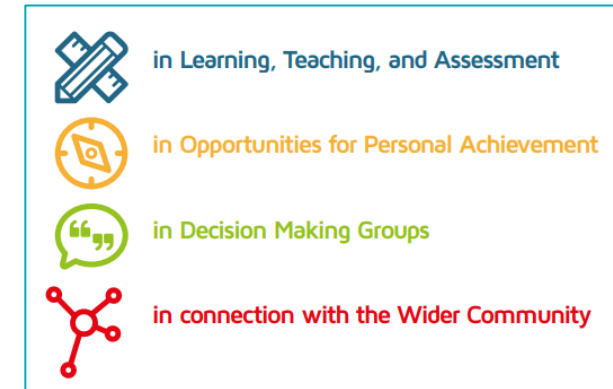 in Learning, Teaching, and Assessment
in Opportunities for Personal Achievement
in Decision Making Groups
in connection with the Wider Community